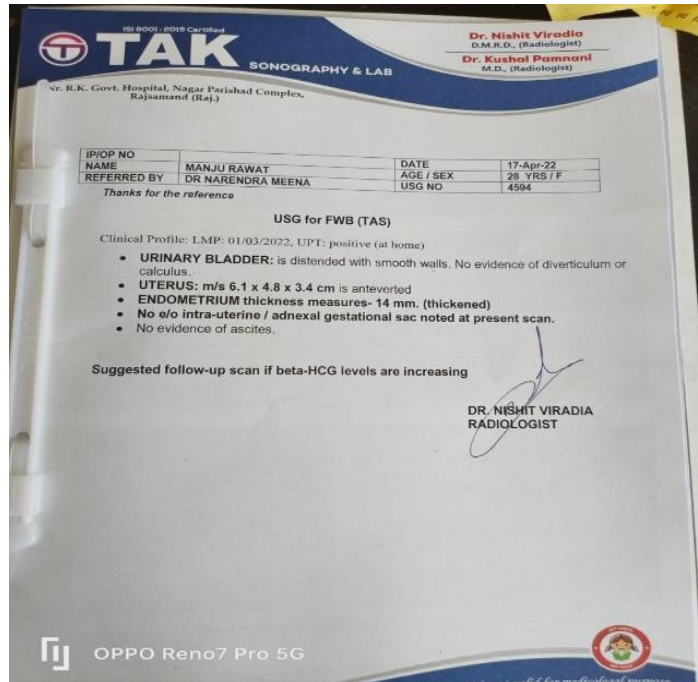 ISI 9001 : 2015 Certified
TAK
SONOGRAPHY & LAB
Dr. Nishit Viradia
D.M.R.D., (Radiologist)
Dr. Kushal Pamnani
M.D., (Radiologist)
Nr. R.K. Govt. Hospital, Nagar Parishad Complex,
Rajsamand (Raj.)
IP/OP NO
NAME MANJU RAWAT DATE 17-Apr-22
REFERRED BY DR NARENDRA MEENA AGE / SEX 28 YRS / F
USG NO 4594
Thanks for the reference
USG for FWB (TAS)
Clinical Profile: LMP: 01/03/2022, UPT: positive (at home)
• URINARY BLADDER: is distended with smooth walls. No evidence of diverticulum or
calculus.
• UTERUS: m/s 6.1 x 4.8 x 3.4 cm is anteverted
• ENDOMETRIUM thickness measures- 14 mm. (thickened)
• No e/o intra-uterine / adnexal gestational sac noted at present scan.
• No evidence of ascites.
Suggested follow-up scan if beta-HCG levels are increasing
DR. NISHIT VIRADIA
RADIOLOGIST
OPPO Reno7 Pro 5G